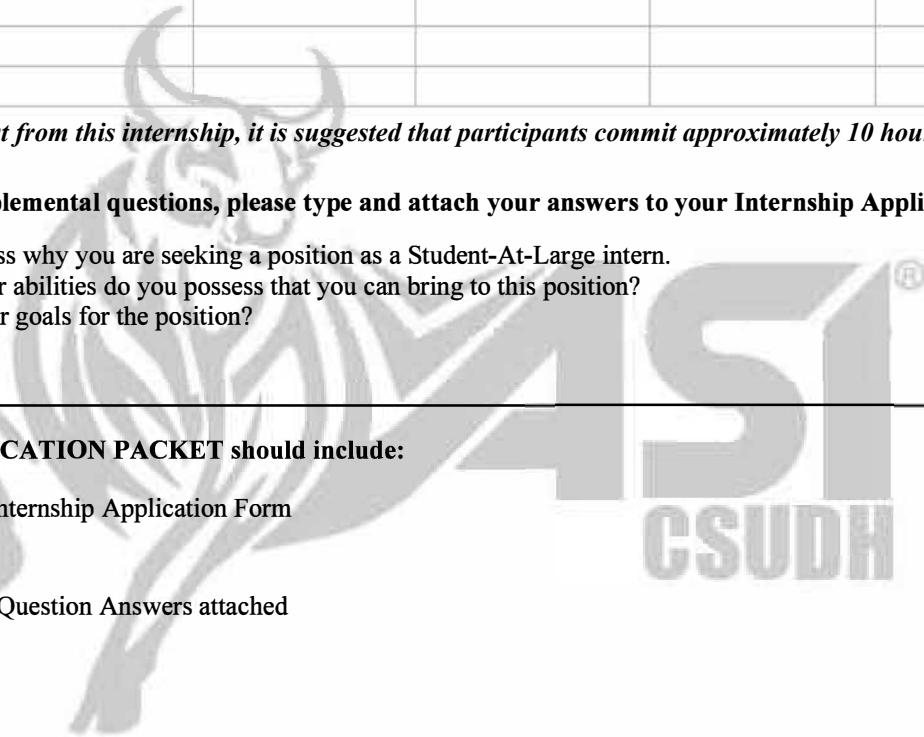 t from this internship, it is suggested that participants commit approximately 10 hou
plemental questions, please type and attach your answers to your Internship Appli
ss why you are seeking a position as a Student-At-Large intern.
r abilities do you possess that you can bring to this position?
r goals for the position?
ASI®
CATION PACKET should include:
nternship Application Form
CSUDH
Question Answers attached